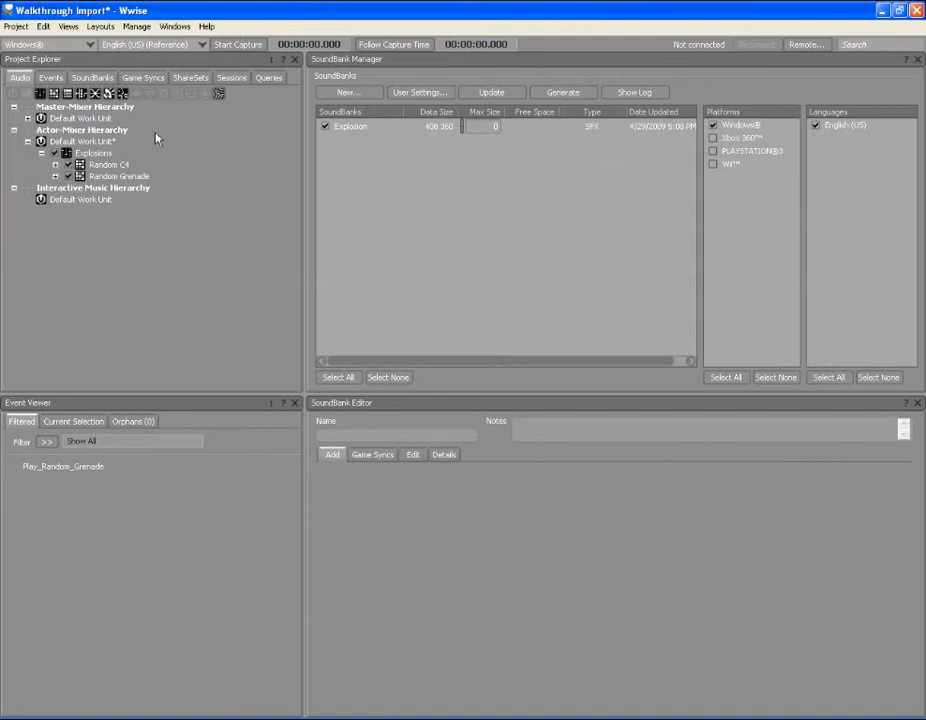 Walkthrough Import* - Wwise
Project Edit Views Layouts Manage Windows Help
Windows® English (US) (Reference) Start Capture 00:00:00.000 Follow Capture Time 00:00:00.000 Not connected Reconnect Remote... Search
Project Explorer
Audio Events SoundBanks Game Syncs ShareSets Sessions Queries
Master-Mixer Hierarchy
Default Work Unit
Actor-Mixer Hierarchy
Default Work Unit*
Explosions
Random C4
Random Grenade
Interactive Music Hierarchy
Default Work Unit
SoundBank Manager
SoundBanks
New... User Settings... Update Generate Show Log
SoundBanks Data Size Max Size Free Space Type Date Updated
Explosion 408 360 0 SFX 4/29/2009 5:08 PM
Select All Select None
Platforms
Windows®
Xbox 360™
PLAYSTATION®3
Wii™
Select All Select None
Languages
English (US)
Select All Select None
Event Viewer
Filtered Current Selection Orphans (0)
Filter >> Show All
Play_Random_Grenade
SoundBank Editor
Name Notes
Add Game Syncs Edit Details